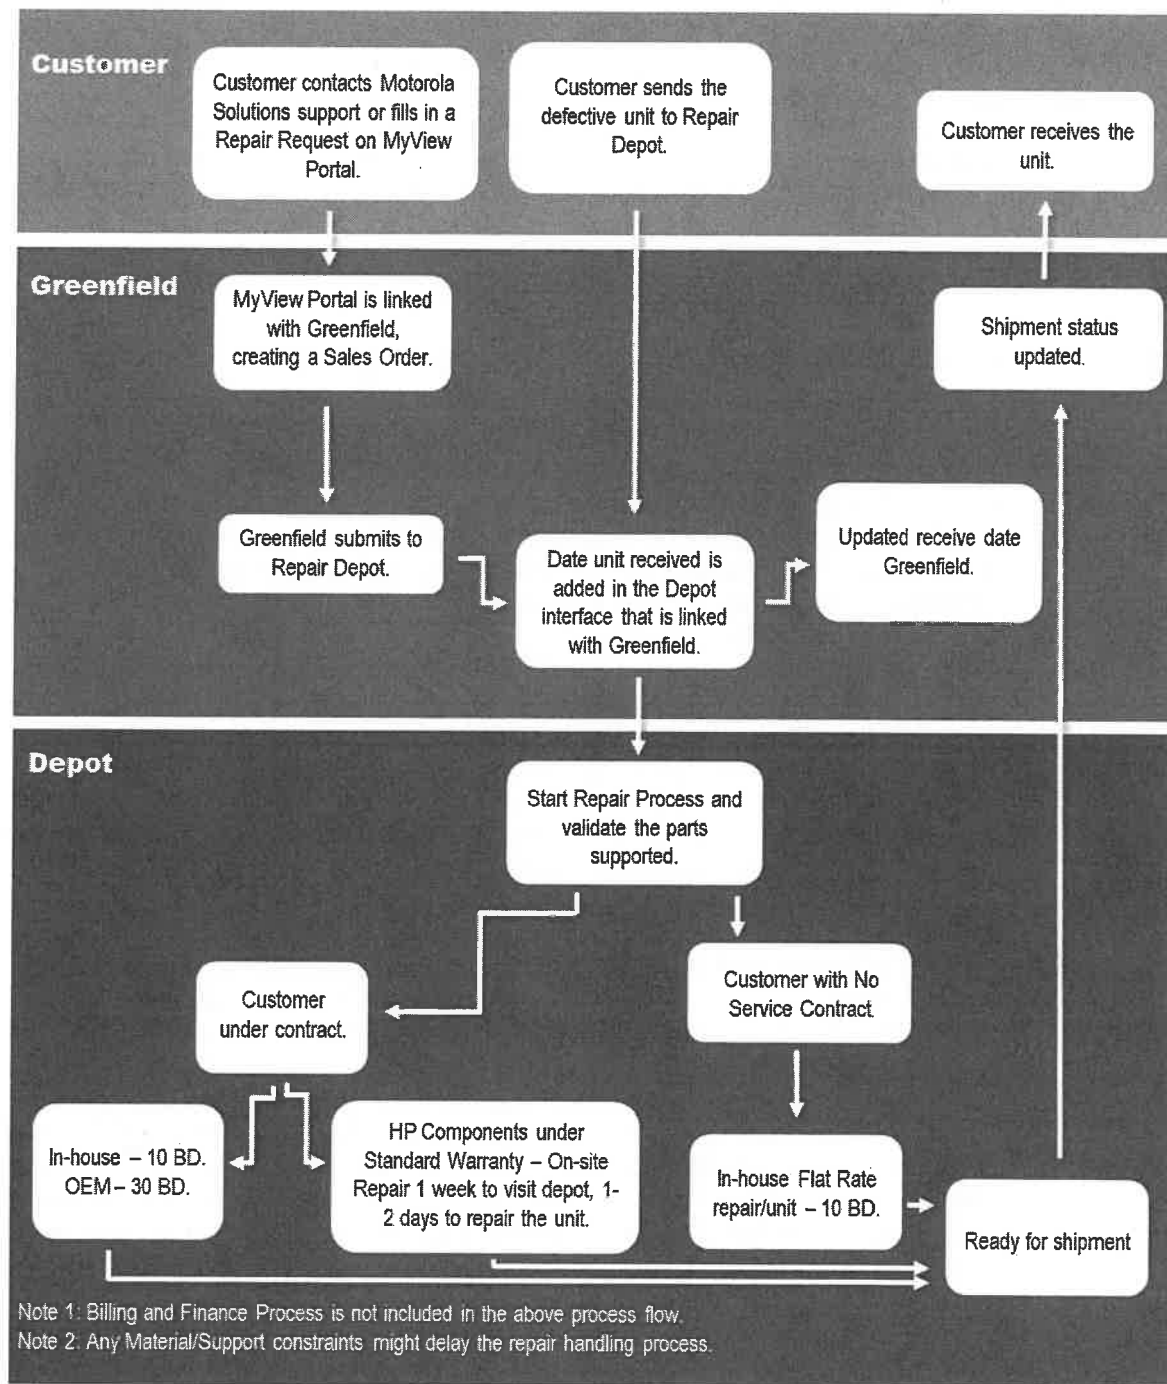 Customer
Customer contacts Motorola
Solutions support or fills in a
Repair Request on MyView
Portal.
Customer sends the
defective unit to Repair
Depot.
Customer receives the
unit.
Greenfield
MyView Portal is linked
with Greenfield,
creating a Sales Order.
Shipment status
updated.
Greenfield submits to
Repair Depot.
Date unit received is
added in the Depot
interface that is linked
with Greenfield.
Updated receive date
Greenfield.
Depot
Start Repair Process and
validate the parts
supported.
Customer
under contract.
Customer with No
Service Contract.
In-house – 10 BD.
OEM – 30 BD.
HP Components under
Standard Warranty – On-site
Repair 1 week to visit depot, 1-
2 days to repair the unit.
In-house Flat Rate
repair/unit – 10 BD.
Ready for shipment
Note 1: Billing and Finance Process is not included in the above process flow.
Note 2: Any Material/Support constraints might delay the repair handling process.